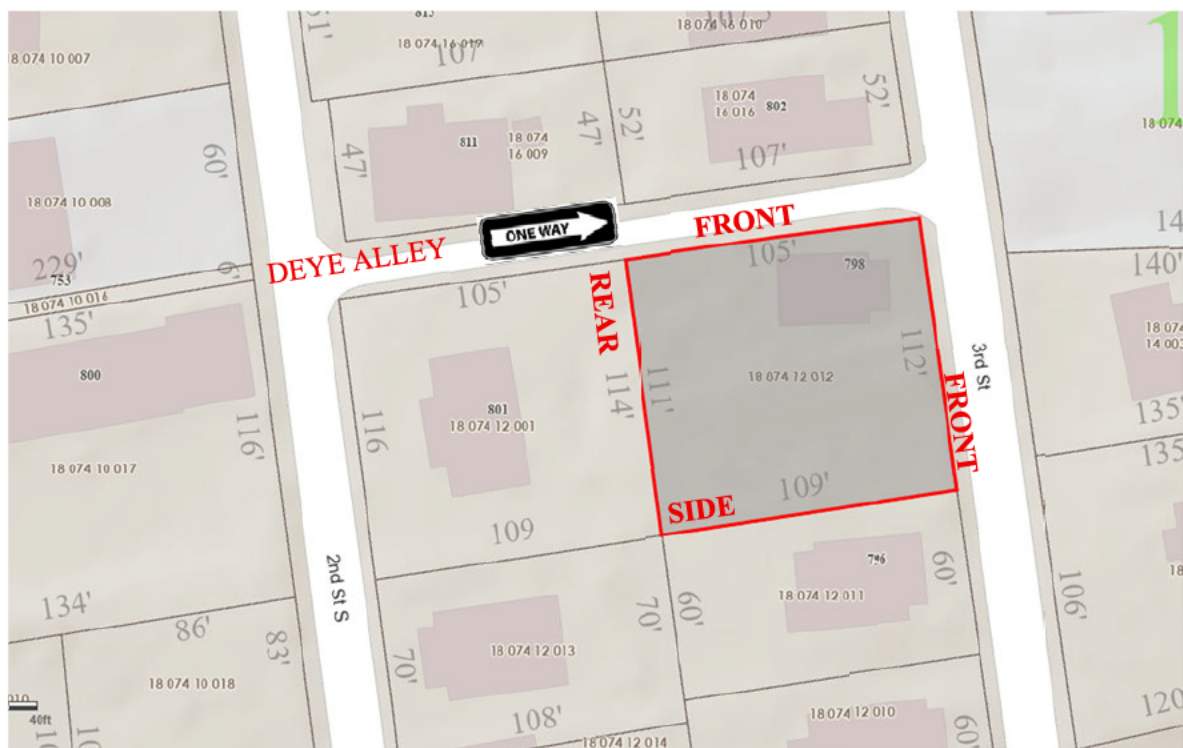 813
18 074 16 010
18 074 16 019
107'
18 074 10 007
1
52'
18 074
16 016
802
811
18 074
16 009
47'
52'
60'
47'
107'
18 074 10 008
ONE WAY
FRONT
DEYE ALLEY
105'
798
229'
6'
753
18 074 10 016
105'
140'
135'
REAR
18 074
14 003
112'
3rd St
800
18 074 12 012
111'
114'
801
18 074 12 001
116
116'
FRONT
135'
135'
18 074 10 017
109'
SIDE
109
796
60'
2nd St S
18 074 12 011
106'
134'
60'
70'
86'
83'
18 074 12 013
70'
18 074 10 018
40ft
108'
18 074 12 010
120
60'
18 074 12 014